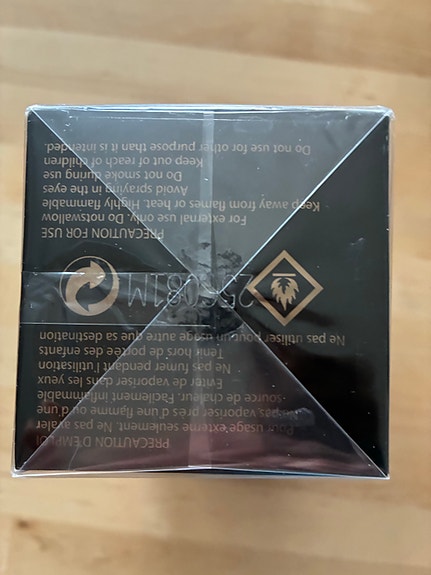 PRECAUTION D'EMPLOI
Pour usage externe seulement. Ne pas avaler
Ne pas vaporiser près d'une flamme ou d'une
-source de chaleur. Facilement inflammable
Eviter de vaporiser dans les yeux
Ne pas fumer pendant l'utilisation
Tenir hors de portée des enfants
Ne pas utiliser pour un usage autre que sa destination
PRECAUTION FOR USE
For external use only. Do notswallow
Keep away from flames or heat. Highly flammable
Avoid spraying in the eyes
Do not smoke during use
Keep out of reach of children
Do not use for other purpose than it is intended.